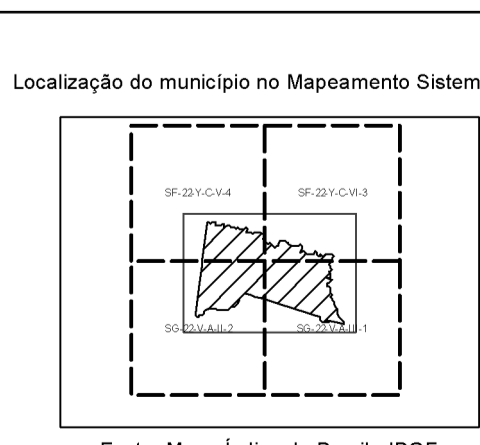 Localização do município no Mapeamento Sistem
SF-22-Y-C-V-4 SF-22-Y-C-VI-3
SG-22-V-A-II-2 SG-22-V-A-III-1